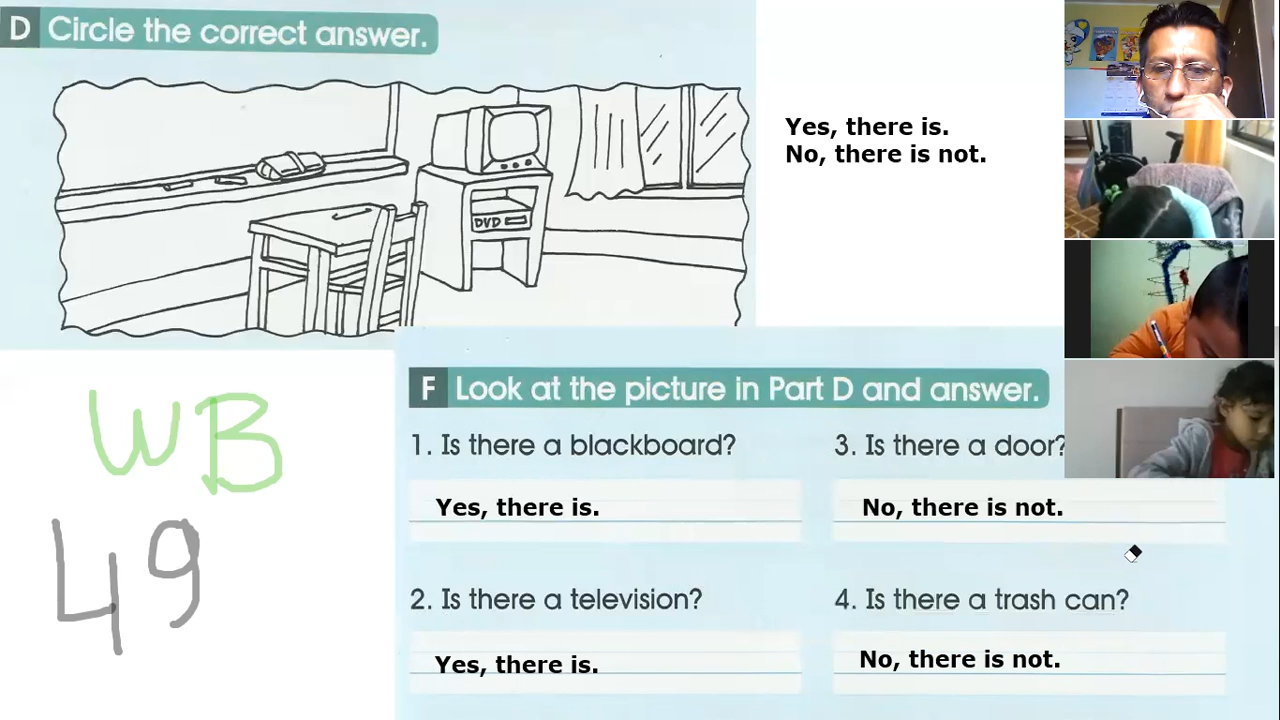 D Circle the correct answer.
Yes, there is.
No, there is not.
DVD
WB
49
F Look at the picture in Part D and answer.
1. Is there a blackboard?
Yes, there is.
2. Is there a television?
Yes, there is.
3. Is there a door?
No, there is not.
4. Is there a trash can?
No, there is not.